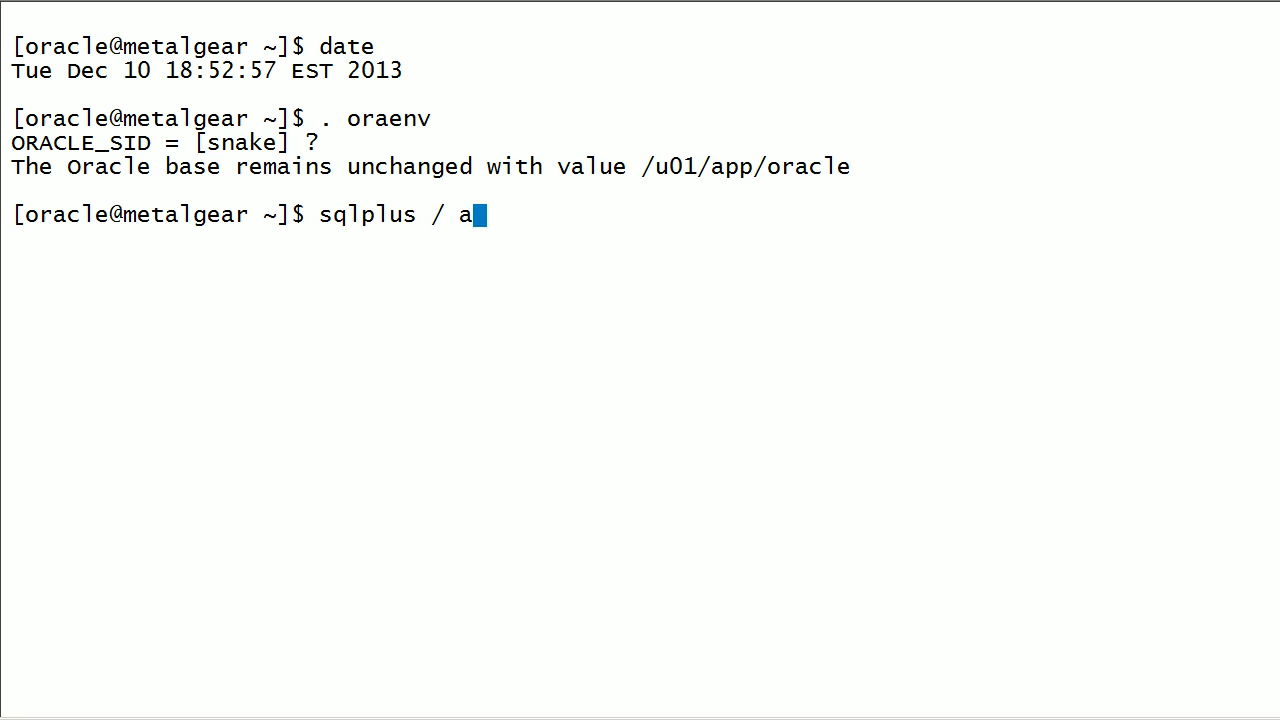 [oracle@metalgear ~]$ date
Tue Dec 10 18:52:57 EST 2013
[oracle@metalgear ~]$ . oraenv
ORACLE_SID = [snake] ?
The Oracle base remains unchanged with value /u01/app/oracle
[oracle@metalgear ~]$ sqlplus / a